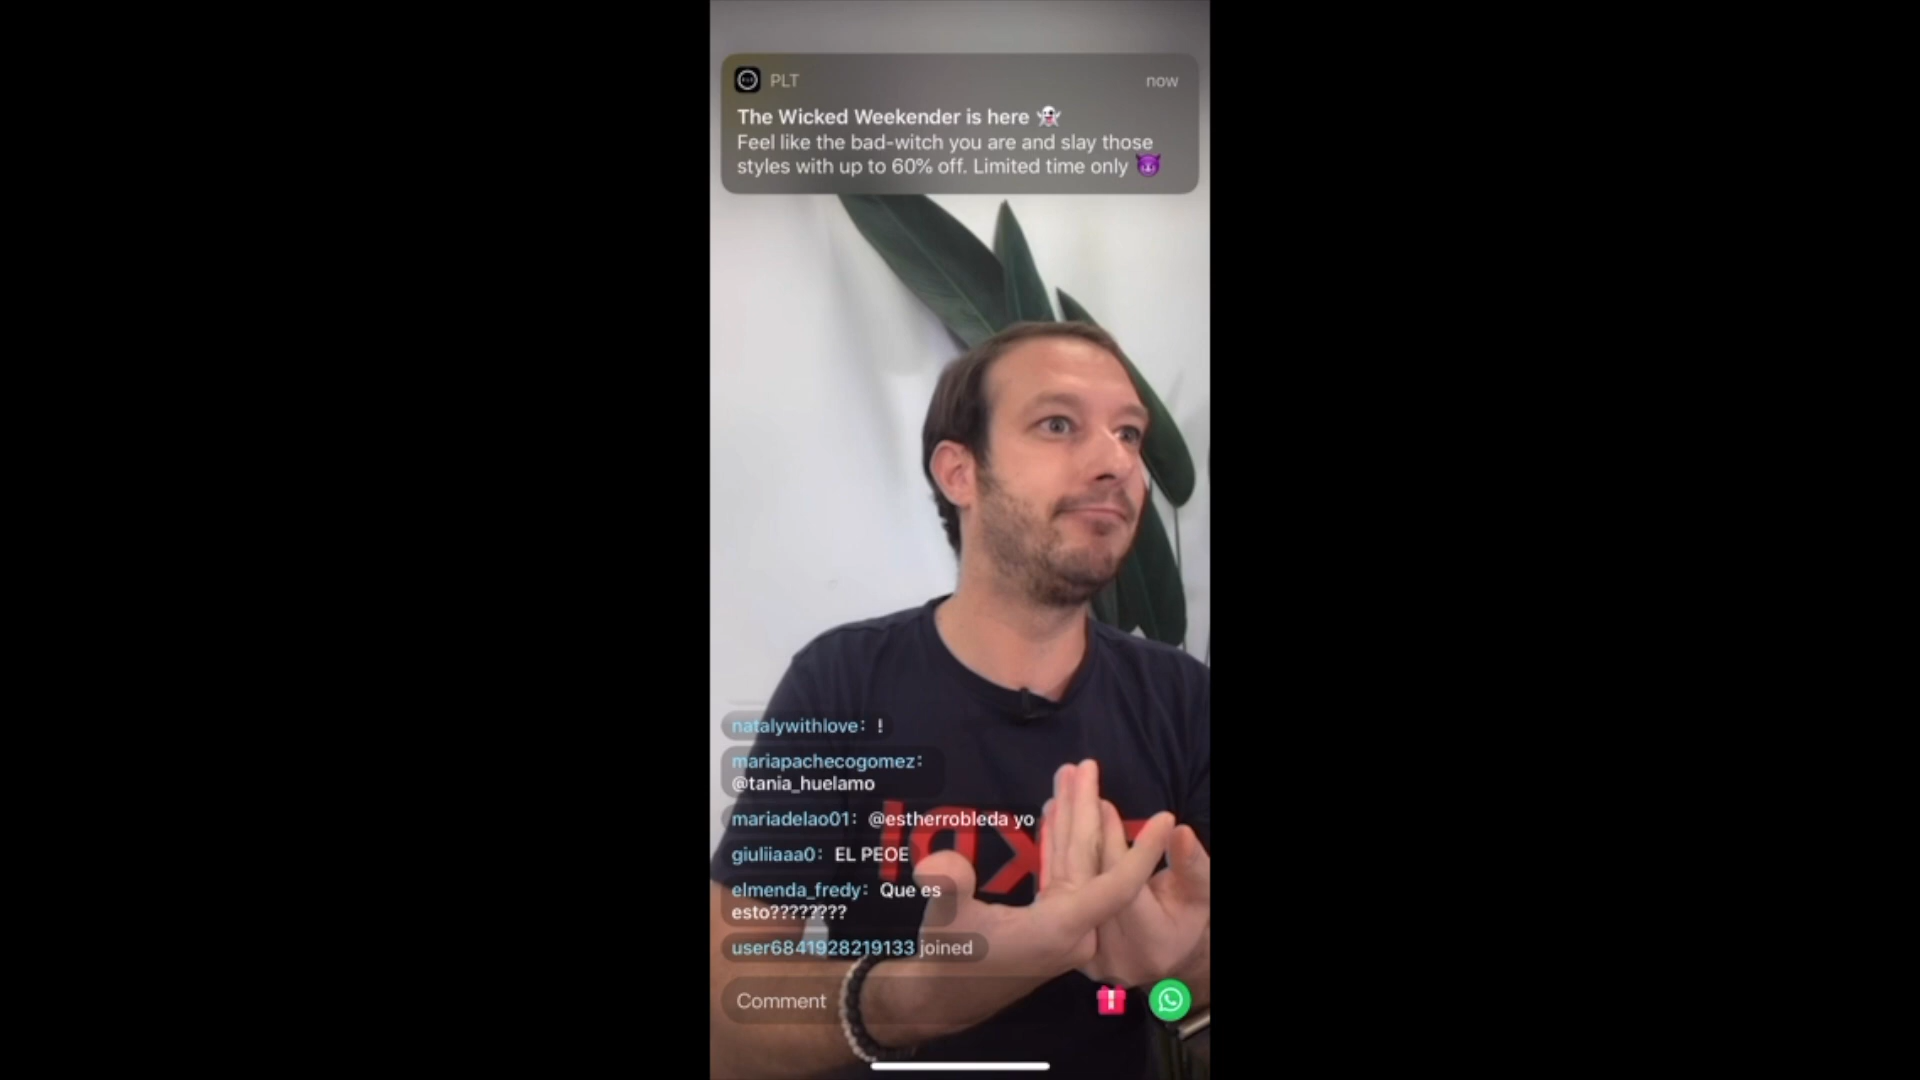 PLT
now
The Wicked Weekender is here 👻
Feel like the bad-witch you are and slay those
styles with up to 60% off. Limited time only 😈
natalywithlove: !
mariapachecogomez:
@tania_huelamo
mariadelao01: @estherrobleda yo
giuliiaaa0: EL PEOE
elmenda_fredy: Que es
esto????????
user6841928219133 joined
Comment